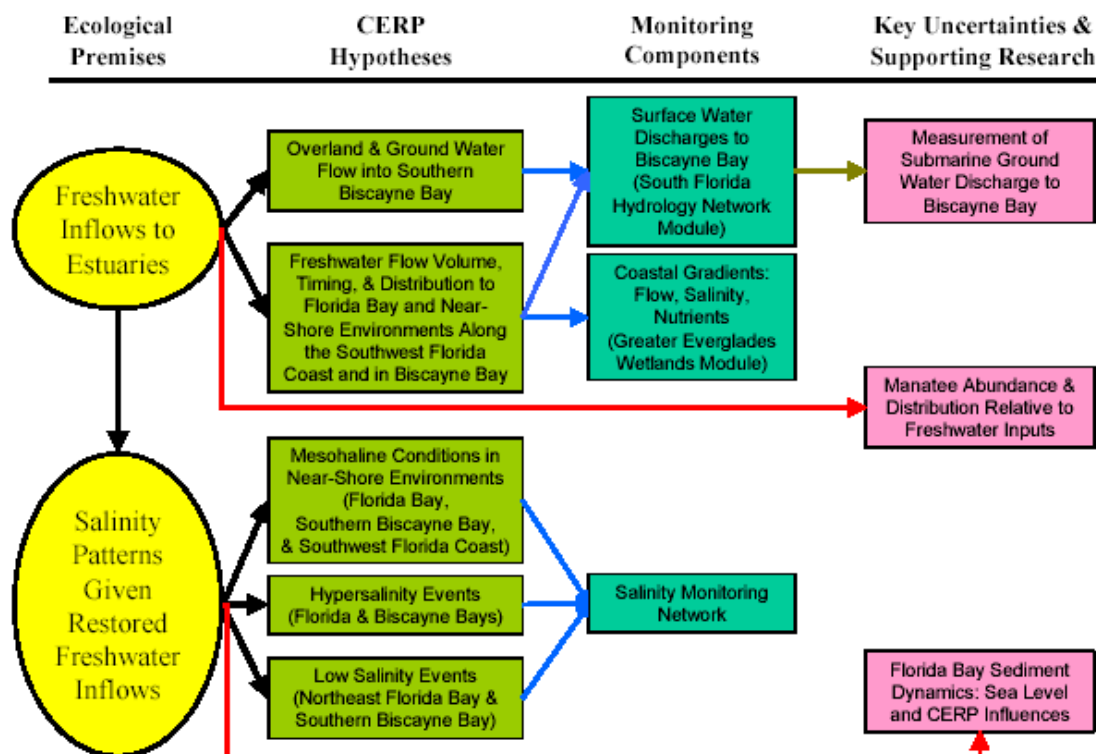 Ecological
Premises
CERP
Hypotheses
Monitoring
Components
Key Uncertainties &
Supporting Research
Freshwater
Inflows to
Estuaries
Overland & Ground Water
Flow into Southern
Biscayne Bay
Surface Water
Discharges to
Biscayne Bay
(South Florida
Hydrology Network
Module)
Measurement of
Submarine Ground
Water Discharge to
Biscayne Bay
Freshwater Flow Volume,
Timing, & Distribution to
Florida Bay and Near-
Shore Environments Along
the Southwest Florida
Coast and in Biscayne Bay
Coastal Gradients:
Flow, Salinity,
Nutrients
(Greater Everglades
Wetlands Module)
Manatee Abundance &
Distribution Relative to
Freshwater Inputs
Salinity
Patterns
Given
Restored
Freshwater
Inflows
Mesohaline Conditions in
Near-Shore Environments
(Florida Bay,
Southern Biscayne Bay,
& Southwest Florida Coast)
Hypersalinity Events
(Florida & Biscayne Bays)
Low Salinity Events
(Northeast Florida Bay &
Southern Biscayne Bay)
Salinity Monitoring
Network
Florida Bay Sediment
Dynamics: Sea Level
and CERP Influences